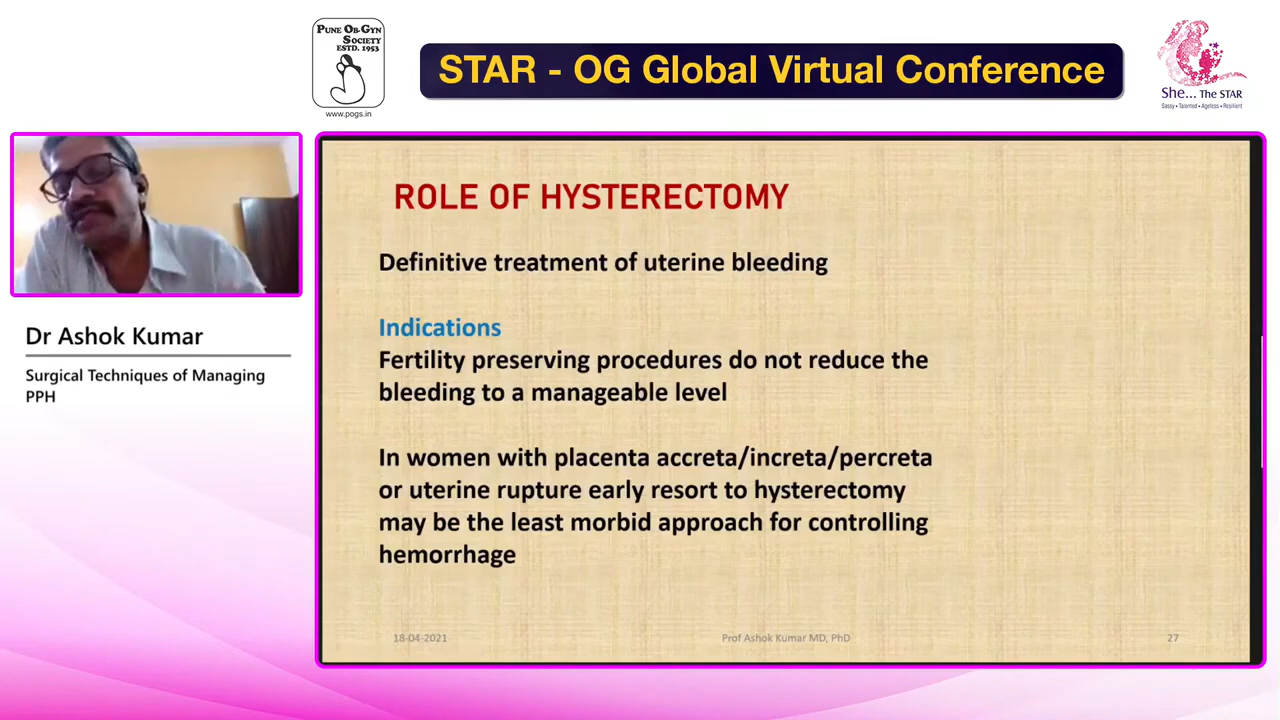 PUNE OB-GYN
SOCIETY
ESTD. 1953
www.pogs.in
STAR - OG Global Virtual Conference
She... THE STAR
Sassy • Talented • Ageless • Resilient
Dr Ashok Kumar
Surgical Techniques of Managing
PPH
ROLE OF HYSTERECTOMY
Definitive treatment of uterine bleeding
Indications
Fertility preserving procedures do not reduce the
bleeding to a manageable level
In women with placenta accreta/increta/percreta
or uterine rupture early resort to hysterectomy
may be the least morbid approach for controlling
hemorrhage
18-04-2021
Prof Ashok Kumar MD, PhD
27